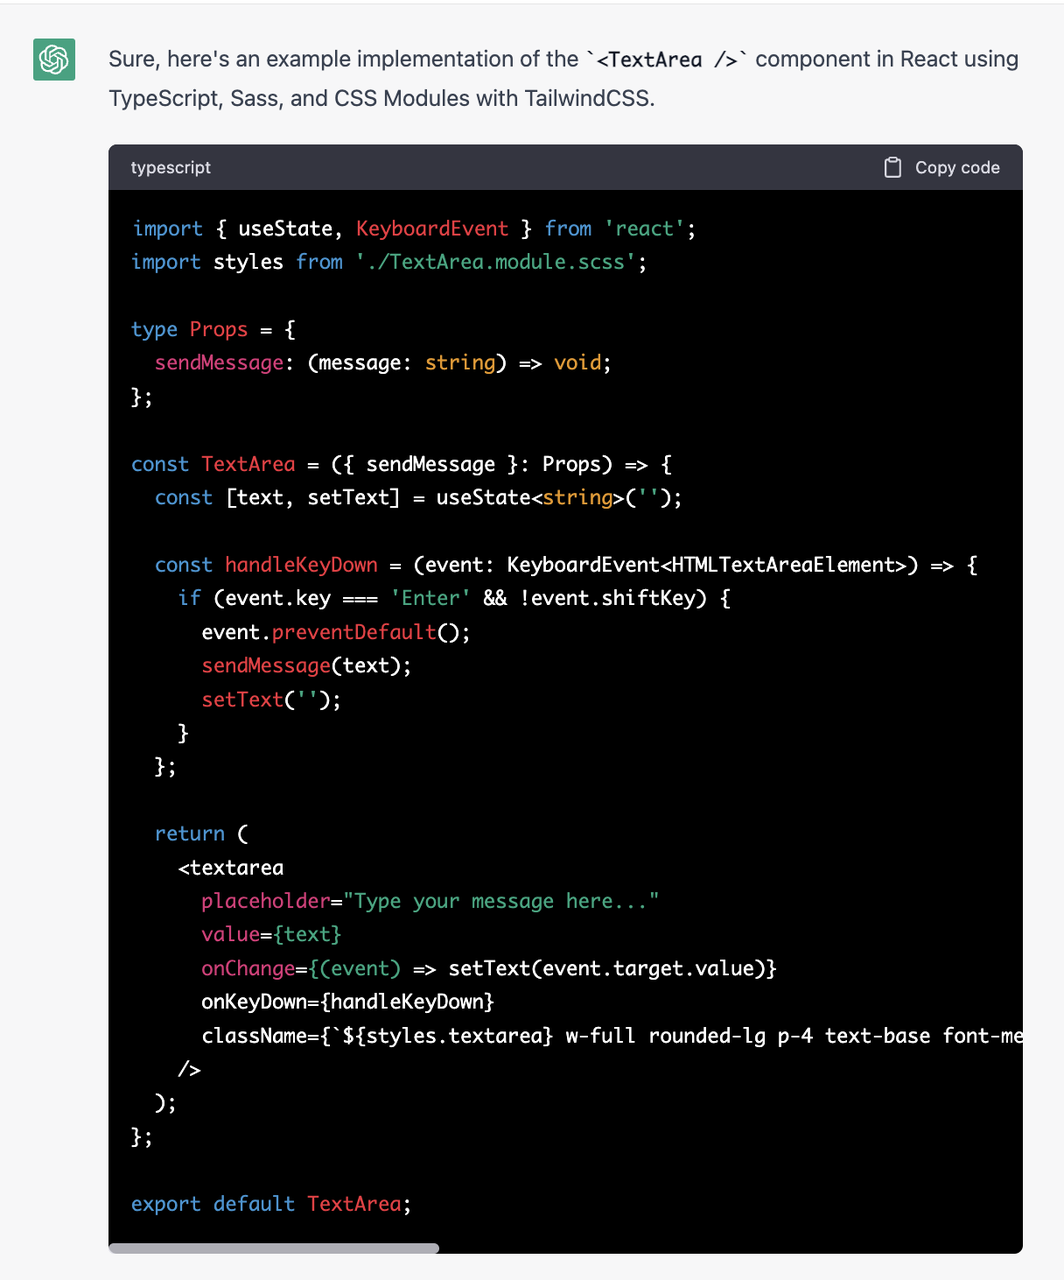 Sure, here's an example implementation of the `<TextArea />` component in React using
TypeScript, Sass, and CSS Modules with TailwindCSS.
typescript
Copy code
import { useState, KeyboardEvent } from 'react';
import styles from './TextArea.module.scss';
type Props = {
  sendMessage: (message: string) => void;
};
const TextArea = ({ sendMessage }: Props) => {
  const [text, setText] = useState<string>('');
  const handleKeyDown = (event: KeyboardEvent<HTMLTextAreaElement>) => {
    if (event.key === 'Enter' && !event.shiftKey) {
      event.preventDefault();
      sendMessage(text);
      setText('');
    }
  };
  return (
    <textarea
      placeholder="Type your message here..."
      value={text}
      onChange={(event) => setText(event.target.value)}
      onKeyDown={handleKeyDown}
      className={`${styles.textarea} w-full rounded-lg p-4 text-base font-me
    />
  );
};
export default TextArea;